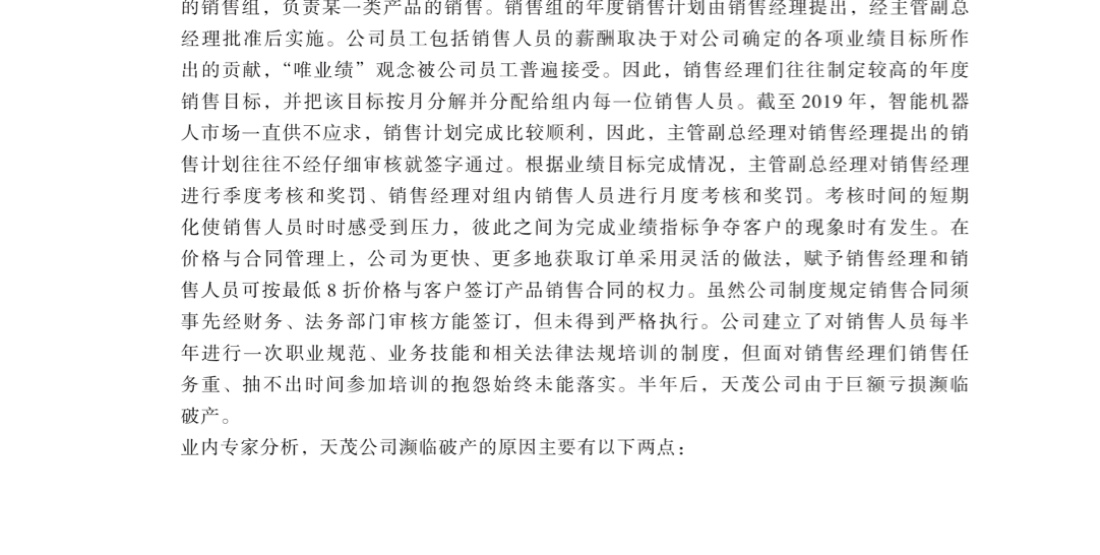 的销售组，负责某一类产品的销售。销售组的年度销售计划由销售经理提出，经主管副总
经理批准后实施。公司员工包括销售人员的薪酬取决于对公司确定的各项业绩目标所作
出的贡献，“唯业绩”观念被公司员工普遍接受。因此，销售经理们往往制定较高的年度
销售目标，并把该目标按月分解并分配给组内每一位销售人员。截至 2019 年，智能机器
人市场一直供不应求，销售计划完成比较顺利，因此，主管副总经理对销售经理提出的销
售计划往往不经仔细审核就签字通过。根据业绩目标完成情况，主管副总经理对销售经理
进行季度考核和奖罚、销售经理对组内销售人员进行月度考核和奖罚。考核时间的短期
化使销售人员时时感受到压力，彼此之间为完成业绩指标争夺客户的现象时有发生。在
价格与合同管理上，公司为更快、更多地获取订单采用灵活的做法，赋予销售经理和销
售人员可按最低 8 折价格与客户签订产品销售合同的权力。虽然公司制度规定销售合同须
事先经财务、法务部门审核方能签订，但未得到严格执行。公司建立了对销售人员每半
年进行一次职业规范、业务技能和相关法律法规培训的制度，但面对销售经理们销售任
务重、抽不出时间参加培训的抱怨始终未能落实。半年后，天茂公司由于巨额亏损濒临
破产。
业内专家分析，天茂公司濒临破产的原因主要有以下两点：